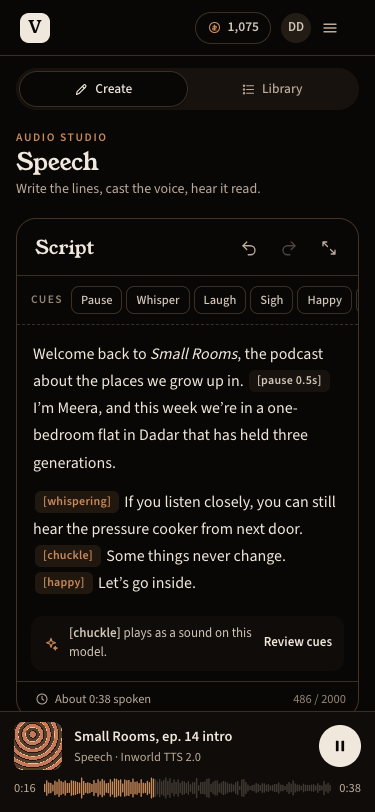 V
1,075
DD
Create
Library
AUDIO STUDIO
Speech
Write the lines, cast the voice, hear it read.
Script
CUES Pause Whisper Laugh Sigh Happy
Welcome back to Small Rooms, the podcast
about the places we grow up in. [pause 0.5s]
I’m Meera, and this week we’re in a one-
bedroom flat in Dadar that has held three
generations.
[whispering] If you listen closely, you can still
hear the pressure cooker from next door.
[chuckle] Some things never change.
[happy] Let’s go inside.
[chuckle] plays as a sound on this
model.
Review cues
About 0:38 spoken
486 / 2000
Small Rooms, ep. 14 intro
Speech · Inworld TTS 2.0
0:16
0:38